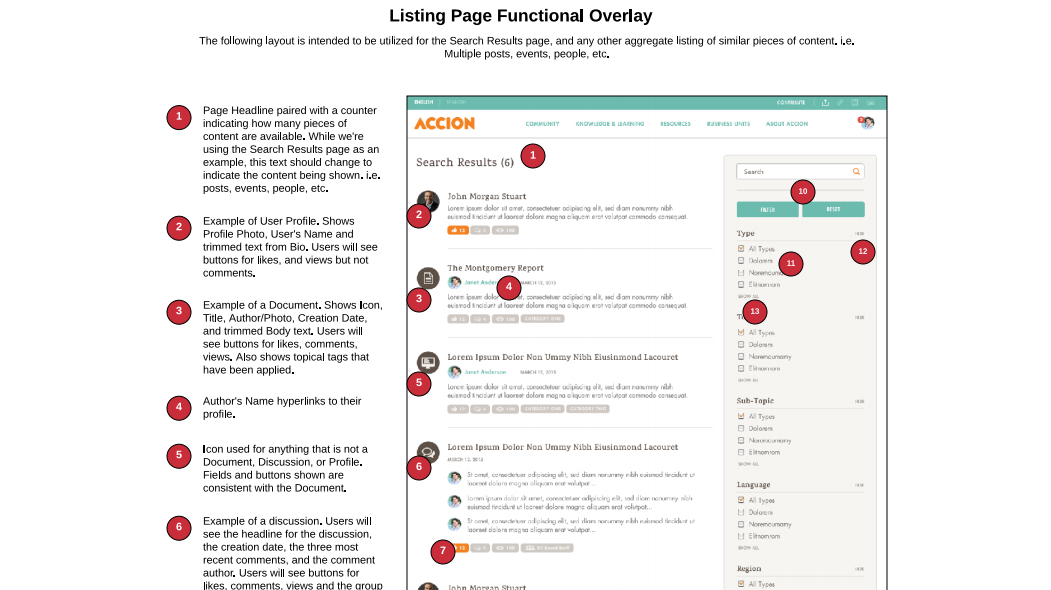 Listing Page Functional Overlay
The following layout is intended to be utilized for the Search Results page, and any other aggregate listing of similar pieces of content. i.e.
Multiple posts, events, people, etc.
1
Page Headline paired with a counter
indicating how many pieces of
content are available. While we're
using the Search Results page as an
example, this text should change to
indicate the content being shown. i.e.
posts, events, people, etc.
2
Example of User Profile. Shows
Profile Photo, User's Name and
trimmed text from Bio. Users will see
buttons for likes, and views but not
comments.
3
Example of a Document. Shows Icon,
Title, Author/Photo, Creation Date,
and trimmed Body text. Users will
see buttons for likes, comments,
views. Also shows topical tags that
have been applied.
4
Author's Name hyperlinks to their
profile.
5
Icon used for anything that is not a
Document, Discussion, or Profile.
Fields and buttons shown are
consistent with the Document.
6
Example of a discussion. Users will
see the headline for the discussion,
the creation date, the three most
recent comments, and the comment
author. Users will see buttons for
likes, comments, views and the group
ENGLISH | SPANISH
CONTRIBUTE
ACCION
COMMUNITY KNOWLEDGE & LEARNING RESOURCES BUSINESS UNITS ABOUT ACCION
Search Results (6)
1
John Morgan Stuart
2
Lorem ipsum dolor sit amet, consectetuer adipiscing elit, sed diam nonummy nibh
euismod tincidunt ut laoreet dolore magna aliquam erat volutpat commodo consequat.
12
The Montgomery Report
Janet Ander
4
MARCH 12, 2013
3
Lorem ipsum dolor sit amet, consectetuer adipiscing elit, sed diam nonummy nibh
euismod tincidunt ut laoreet dolore magna aliquam erat volutpat commodo consequat.
CATEGORY ONE
Lorem Ipsum Dolor Non Ummy Nibh Eiusinmond Lacouret
Janet Anderson MARCH 12, 2013
5
Lorem ipsum dolor sit amet, consectetuer adipiscing elit, sed diam nonummy nibh
euismod tincidunt ut laoreet dolore magna aliquam erat volutpat commodo consequat.
CATEGORY ONE CATEGORY TWO
Lorem Ipsum Dolor Non Ummy Nibh Eiusinmond Lacouret
MARCH 12, 2013
6
St amet, consectetuer adipiscing elit, sed diam nonummy nibh euismod tincidunt ut
laoreet dolore magna aliquam erat volutpat...
Lorem ipsum dolor sit amet, consectetuer adipiscing elit, sed diam nonummy nibh
euismod tincidunt ut laoreet dolore magna aliquam erat volutpat...
St amet, consectetuer adipiscing elit, sed diam nonummy nibh euismod tincidunt ut
laoreet dolore magna aliquam erat volutpat...
7
John Morgan Stuart
Search
10
FILTER RESET
Type HIDE
12
All Types
Dolorem
11
Noremcumamy
Elitnomrom
SHOW ALL
13
All Types
Dolorem
Noremcumamy
Elitnomrom
SHOW ALL
Sub-Topic HIDE
All Types
Dolorem
Noremcumamy
Elitnomrom
SHOW ALL
Language HIDE
All Types
Dolorem
Noremcumamy
Elitnomrom
SHOW ALL
Region HIDE
All Types